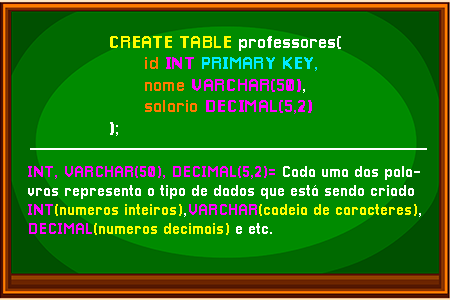 CREATE TABLE professores(
id INT PRIMARY KEY,
nome VARCHAR(50),
salario DECIMAL(5,2)
);
INT, VARCHAR(50), DECIMAL(5,2)= Cada uma das pala-
vras representa o tipo de dados que está sendo criado
INT(numeros inteiros),VARCHAR(cadeia de caracteres),
DECIMAL(numeros decimais) e etc.